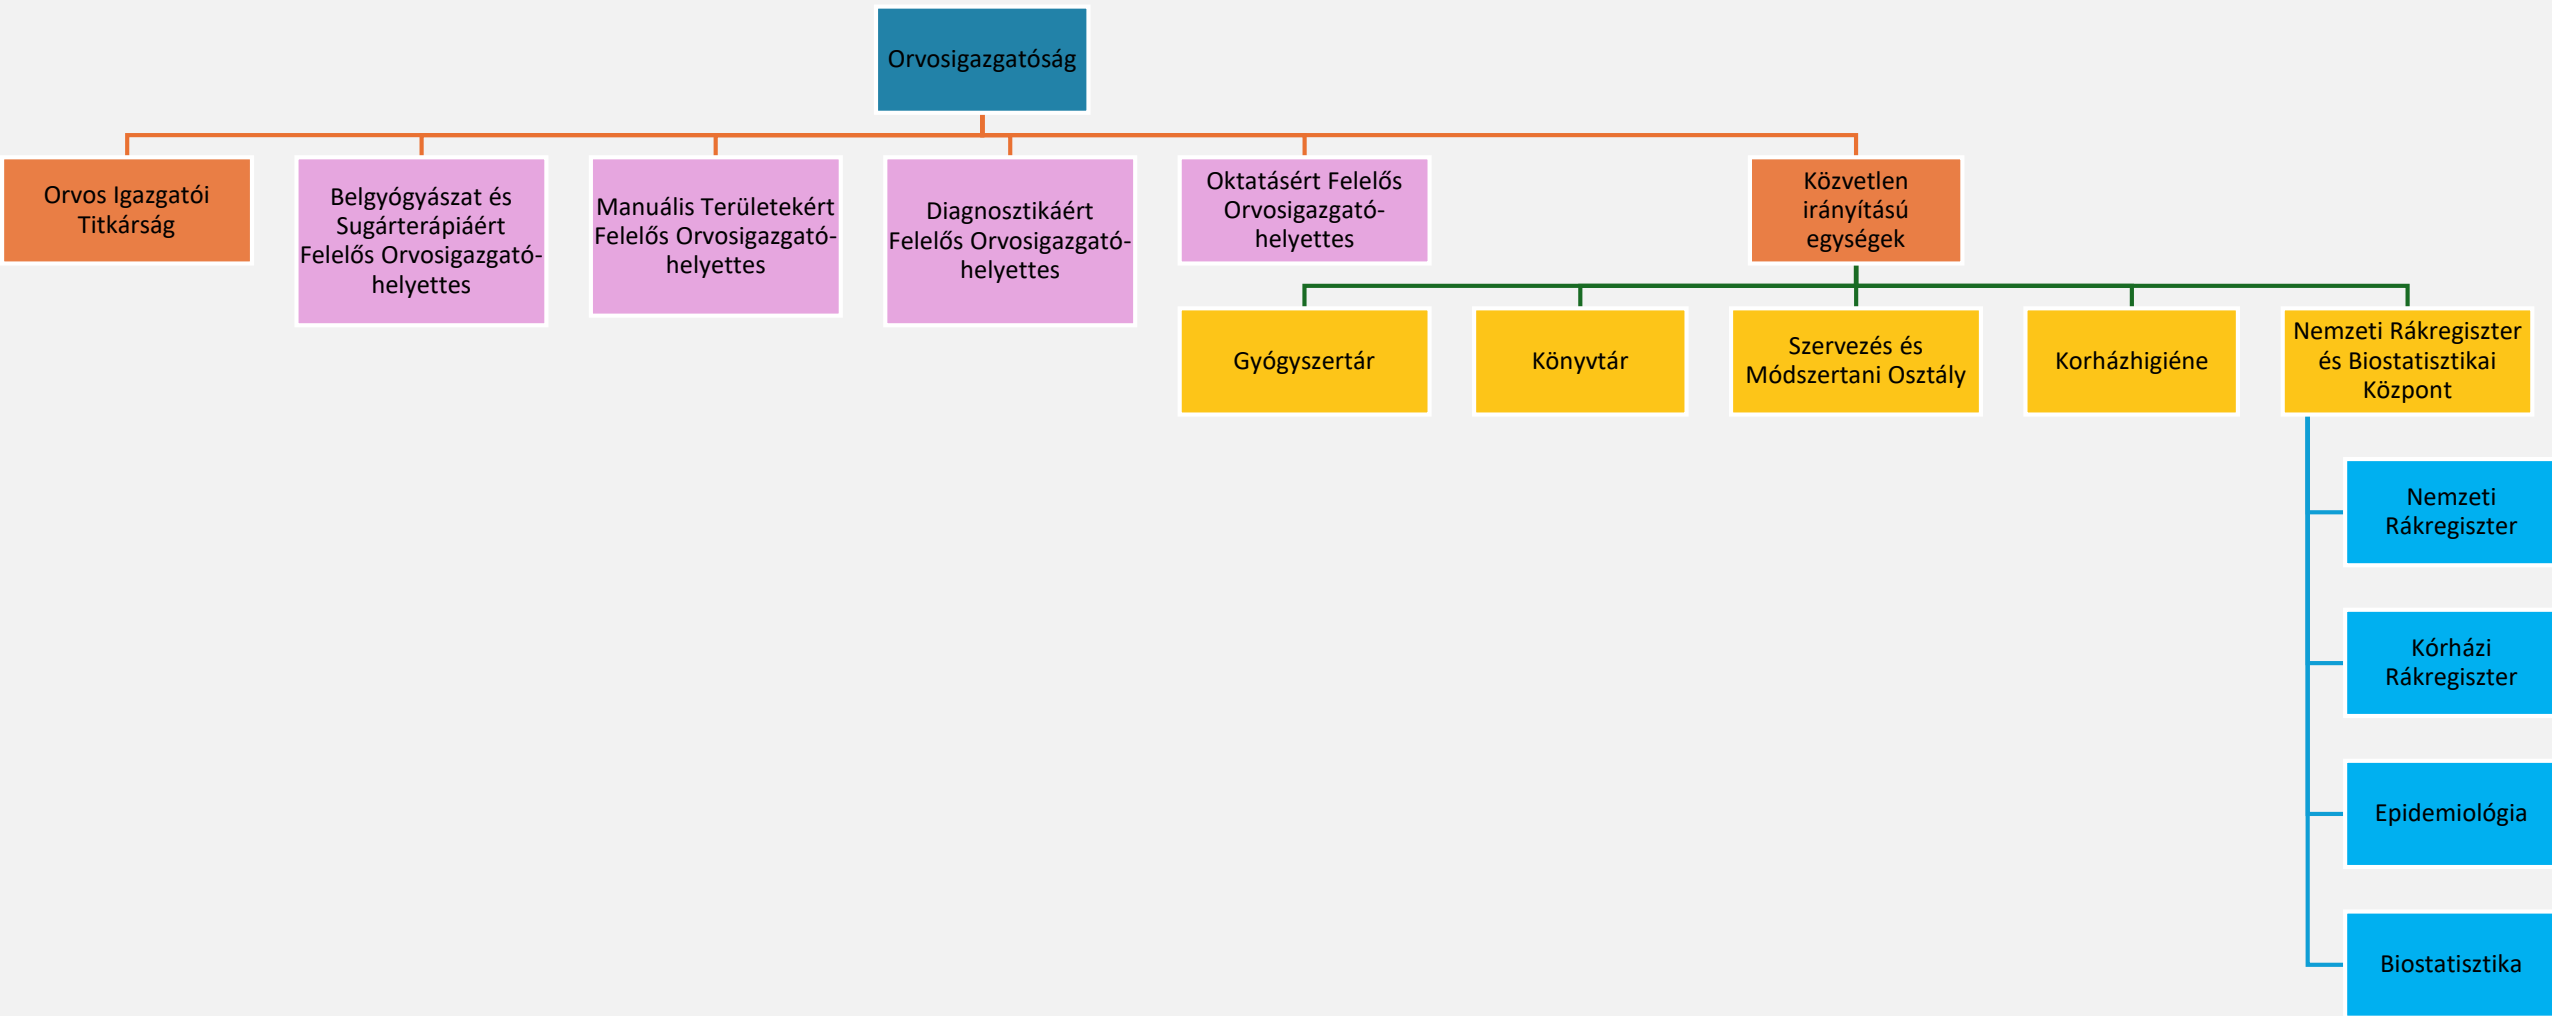 Orvosigazgatóság
Orvos Igazgatói
Titkárság
Belgyógyászat és
Sugárterápiáért
Felelős Orvosigazgató-
helyettes
Manuális Területekért
Felelős Orvosigazgató-
helyettes
Diagnosztikáért
Felelős Orvosigazgató-
helyettes
Oktatásért Felelős
Orvosigazgató-
helyettes
Közvetlen
irányítású
egységek
Gyógyszertár
Könyvtár
Szervezés és
Módszertani Osztály
Korházhigiéne
Nemzeti Rákregiszter
és Biostatisztikai
Központ
Nemzeti
Rákregiszter
Kórházi
Rákregiszter
Epidemiológia
Biostatisztika